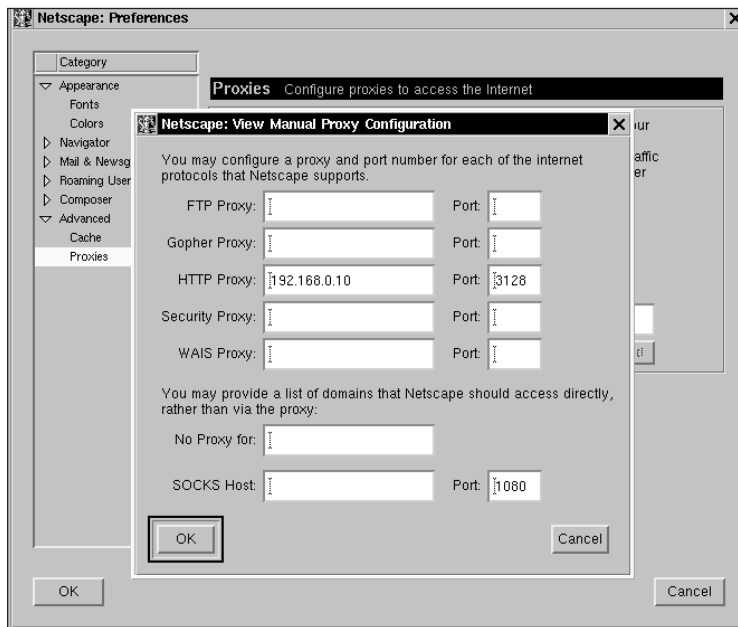 Netscape: Preferences
Category
Appearance
Fonts
Colors
Navigator
Mail & Newsg
Roaming User
Composer
Advanced
Cache
Proxies
Proxies Configure proxies to access the Internet
our
affic
er
Netscape: View Manual Proxy Configuration
You may configure a proxy and port number for each of the internet
protocols that Netscape supports.
FTP Proxy: Port:
Gopher Proxy: Port:
HTTP Proxy: 192.168.0.10 Port: 3128
Security Proxy: Port:
WAIS Proxy: Port:
You may provide a list of domains that Netscape should access directly,
rather than via the proxy:
No Proxy for:
SOCKS Host: Port: 1080
OK Cancel
OK Cancel